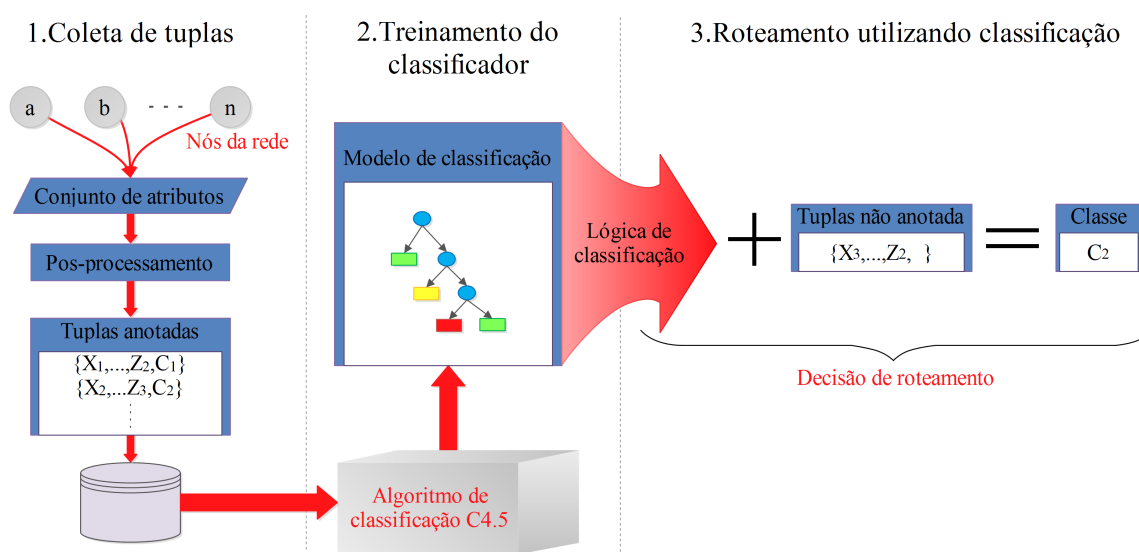 1.Coleta de tuplas
a
b
- - -
n
Nós da rede
Conjunto de atributos
Pos-processamento
Tuplas anotadas
{X1,...,Z2,C1}
{X2,...Z3,C2}
2.Treinamento do
classificador
Modelo de classificação
Algoritmo de
classificação C4.5
3.Roteamento utilizando classificação
Lógica de
classificação
+
Tuplas não anotada
{X3,...,Z2, }
=
Classe
C2
Decisão de roteamento